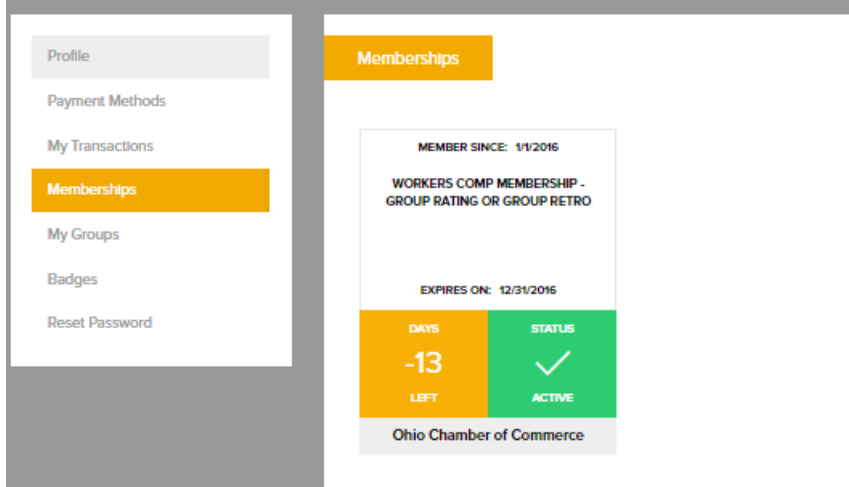 Profile
Payment Methods
My Transactions
Memberships
My Groups
Badges
Reset Password
Memberships
MEMBER SINCE: 1/1/2016
WORKERS COMP MEMBERSHIP -
GROUP RATING OR GROUP RETRO
EXPIRES ON: 12/31/2016
DAYS
-13
LEFT
STATUS
ACTIVE
Ohio Chamber of Commerce